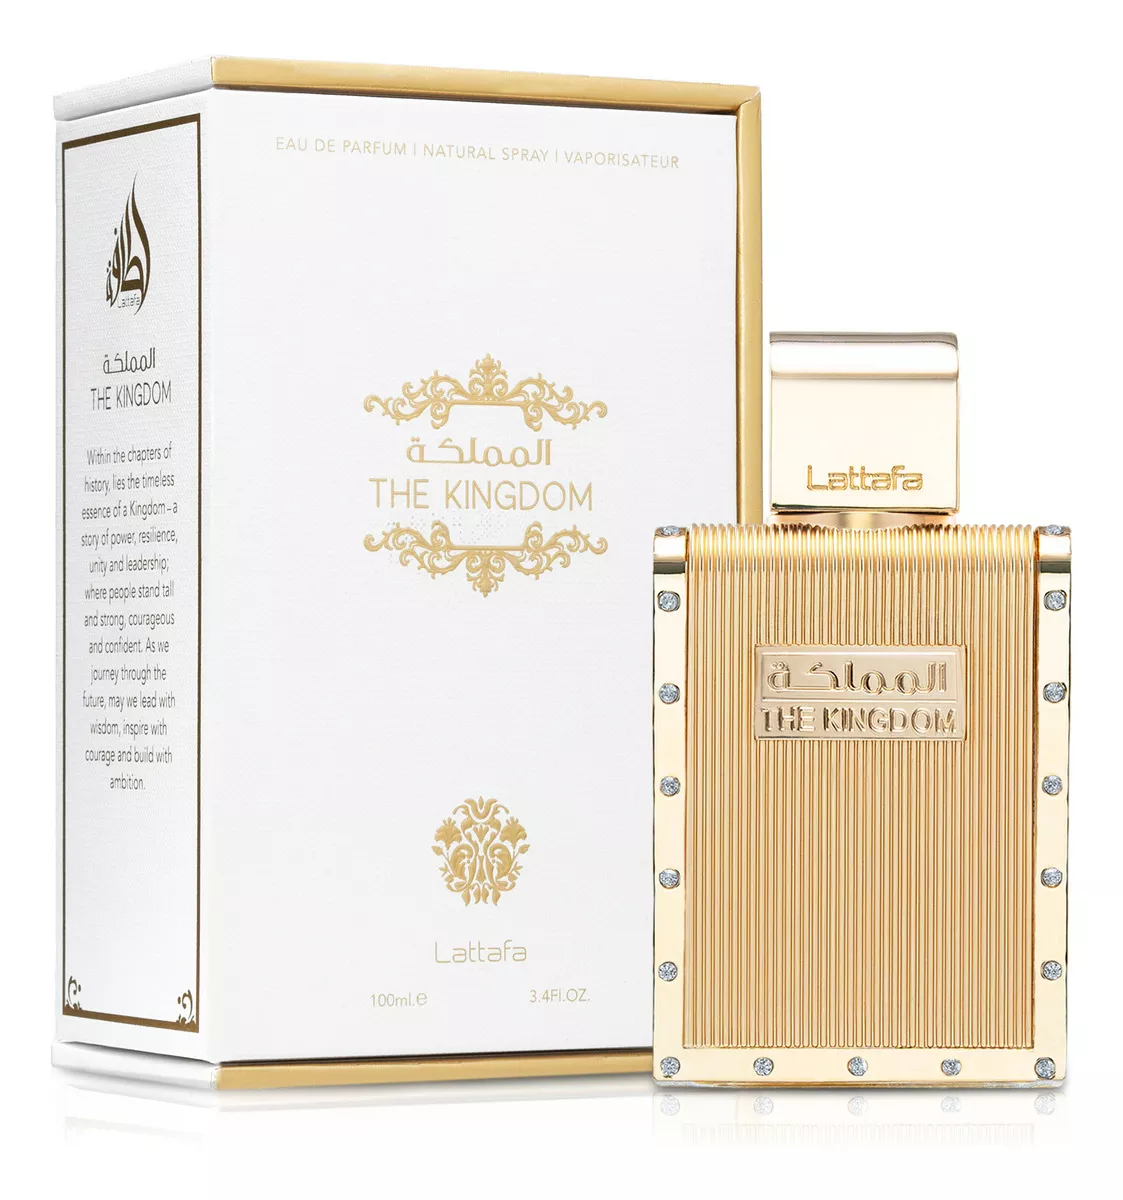 EAU DE PARFUM | NATURAL SPRAY | VAPORISATEUR
المملكة
THE KINGDOM
Lattafa
100ml.e
3.4Fl.OZ.
لطافة
Lattafa
المملكة
THE KINGDOM
Within the chapters of
history, lies the timeless
essence of a Kingdom – a
story of power, resilience,
unity and leadership;
where people stand tall
and strong, courageous
and confident. As we
journey through the
future, may we lead with
wisdom, inspire with
courage and build with
ambition.
Lattafa
المملكة
THE KINGDOM